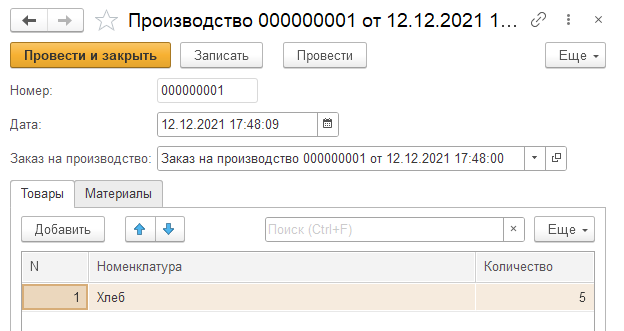 Производство 000000001 от 12.12.2021 1...
Провести и закрыть Записать Провести Еще
Номер: 000000001
Дата: 12.12.2021 17:48:09
Заказ на производство: Заказ на производство 000000001 от 12.12.2021 17:48:00
Товары Материалы
Добавить Поиск (Ctrl+F) × Еще
N Номенклатура Количество
1 Хлеб 5